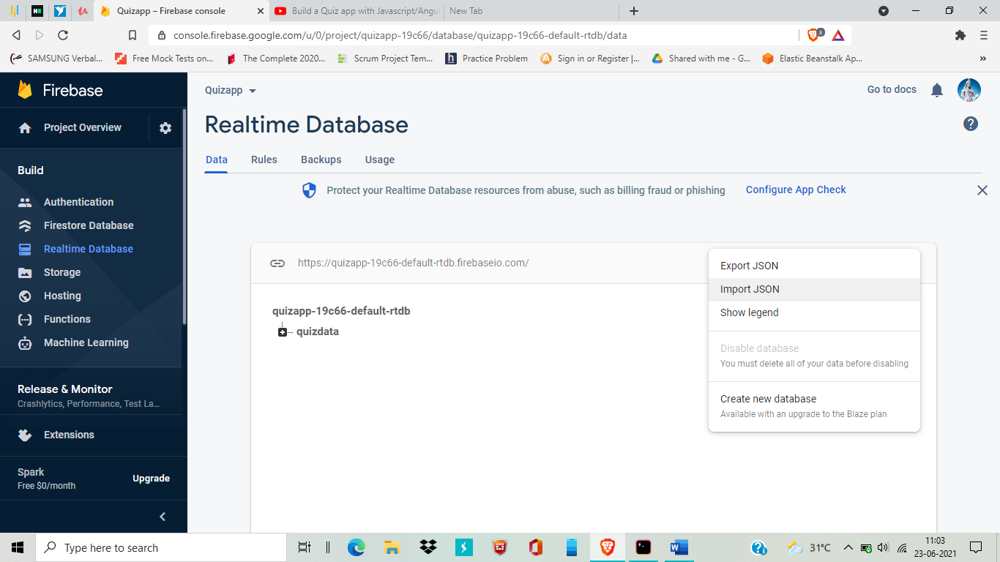 Quizapp – Firebase console
Build a Quiz app with Javascript/Angu
New Tab
console.firebase.google.com/u/0/project/quizapp-19c66/database/quizapp-19c66-default-rtdb/data
3
SAMSUNG Verbal...
Free Mock Tests on...
The Complete 2020...
Scrum Project Tem...
Practice Problem
Sign in or Register |...
Shared with me - G...
Elastic Beanstalk Ap...
Firebase
Project Overview
Build
Authentication
Firestore Database
Realtime Database
Storage
Hosting
Functions
Machine Learning
Release & Monitor
Crashlytics, Performance, Test La...
Extensions
Spark
Free $0/month
Upgrade
Quizapp
Go to docs
Realtime Database
Data
Rules
Backups
Usage
Protect your Realtime Database resources from abuse, such as billing fraud or phishing
Configure App Check
https://quizapp-19c66-default-rtdb.firebaseio.com/
quizapp-19c66-default-rtdb
quizdata
Export JSON
Import JSON
Show legend
Disable database
You must delete all of your data before disabling
Create new database
Available with an upgrade to the Blaze plan
Type here to search
31°C
11:03
23-06-2021